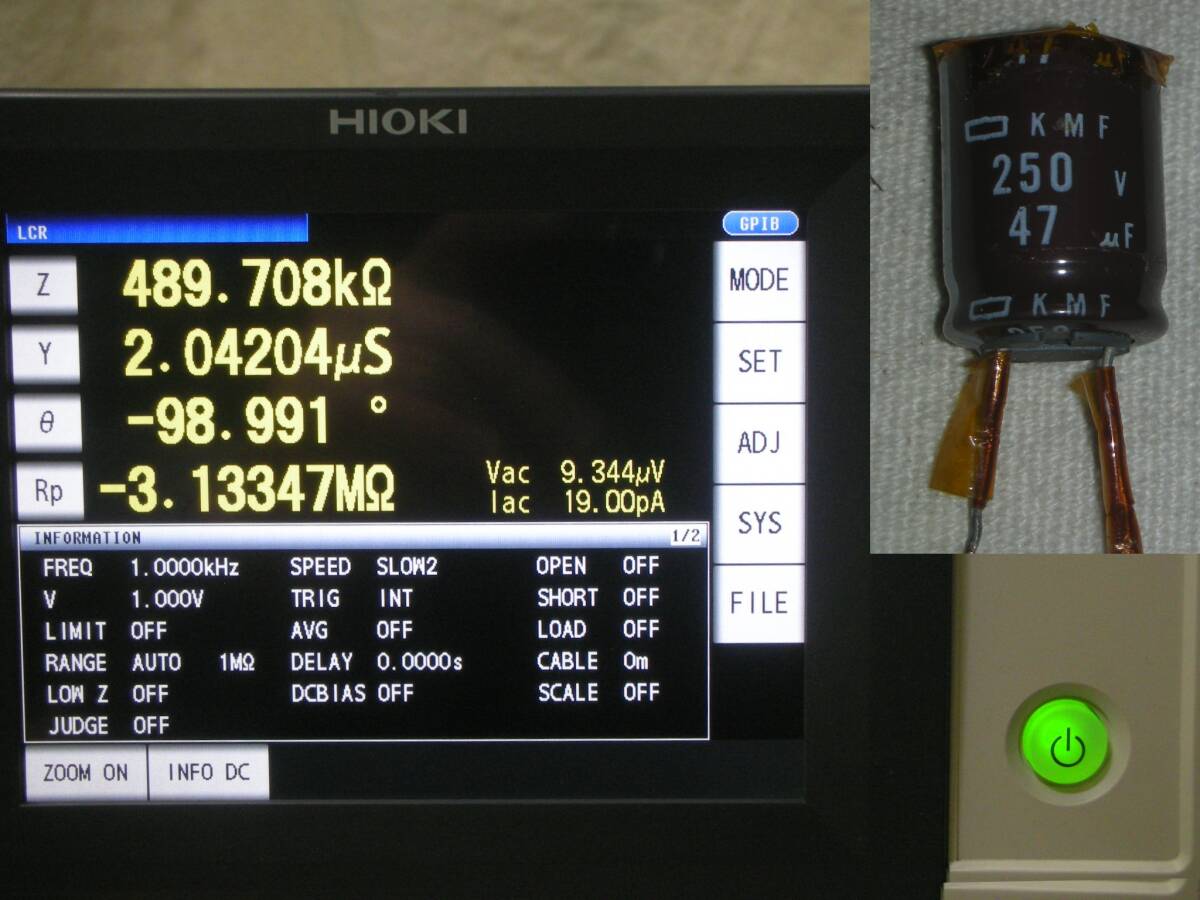 HIOKI
LCR
GPIB
Z 489.708kΩ
Y 2.04204μS
θ -98.991 °
Rp -3.13347MΩ
Vac 9.344μV
Iac 19.00pA
INFORMATION 1/2
FREQ 1.0000kHz SPEED SLOW2 OPEN OFF
V 1.000V TRIG INT SHORT OFF
LIMIT OFF AVG OFF LOAD OFF
RANGE AUTO 1MΩ DELAY 0.0000s CABLE 0m
LOW Z OFF DCBIAS OFF SCALE OFF
JUDGE OFF
ZOOM ON INFO DC
MODE
SET
ADJ
SYS
FILE
μF
KMF
250 V
47 μF
KMF